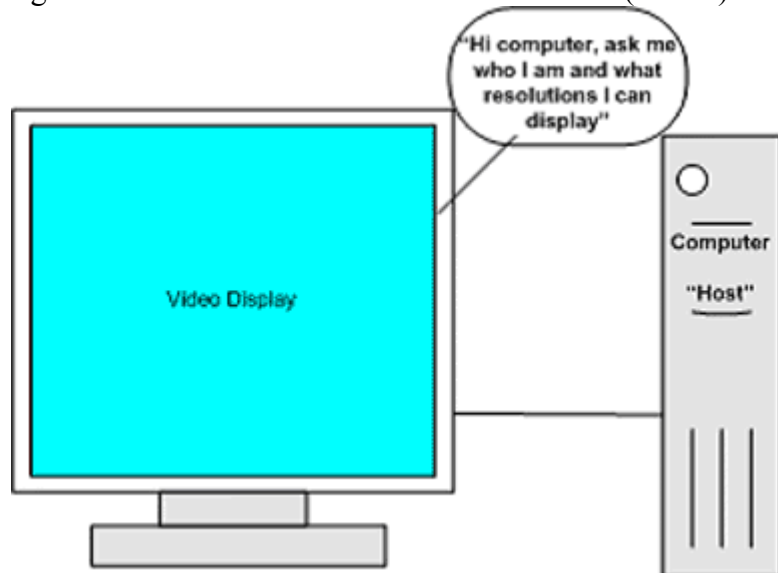 "Hi computer, ask me
who I am and what
resolutions I can
display"
Video Display
Computer
"Host"